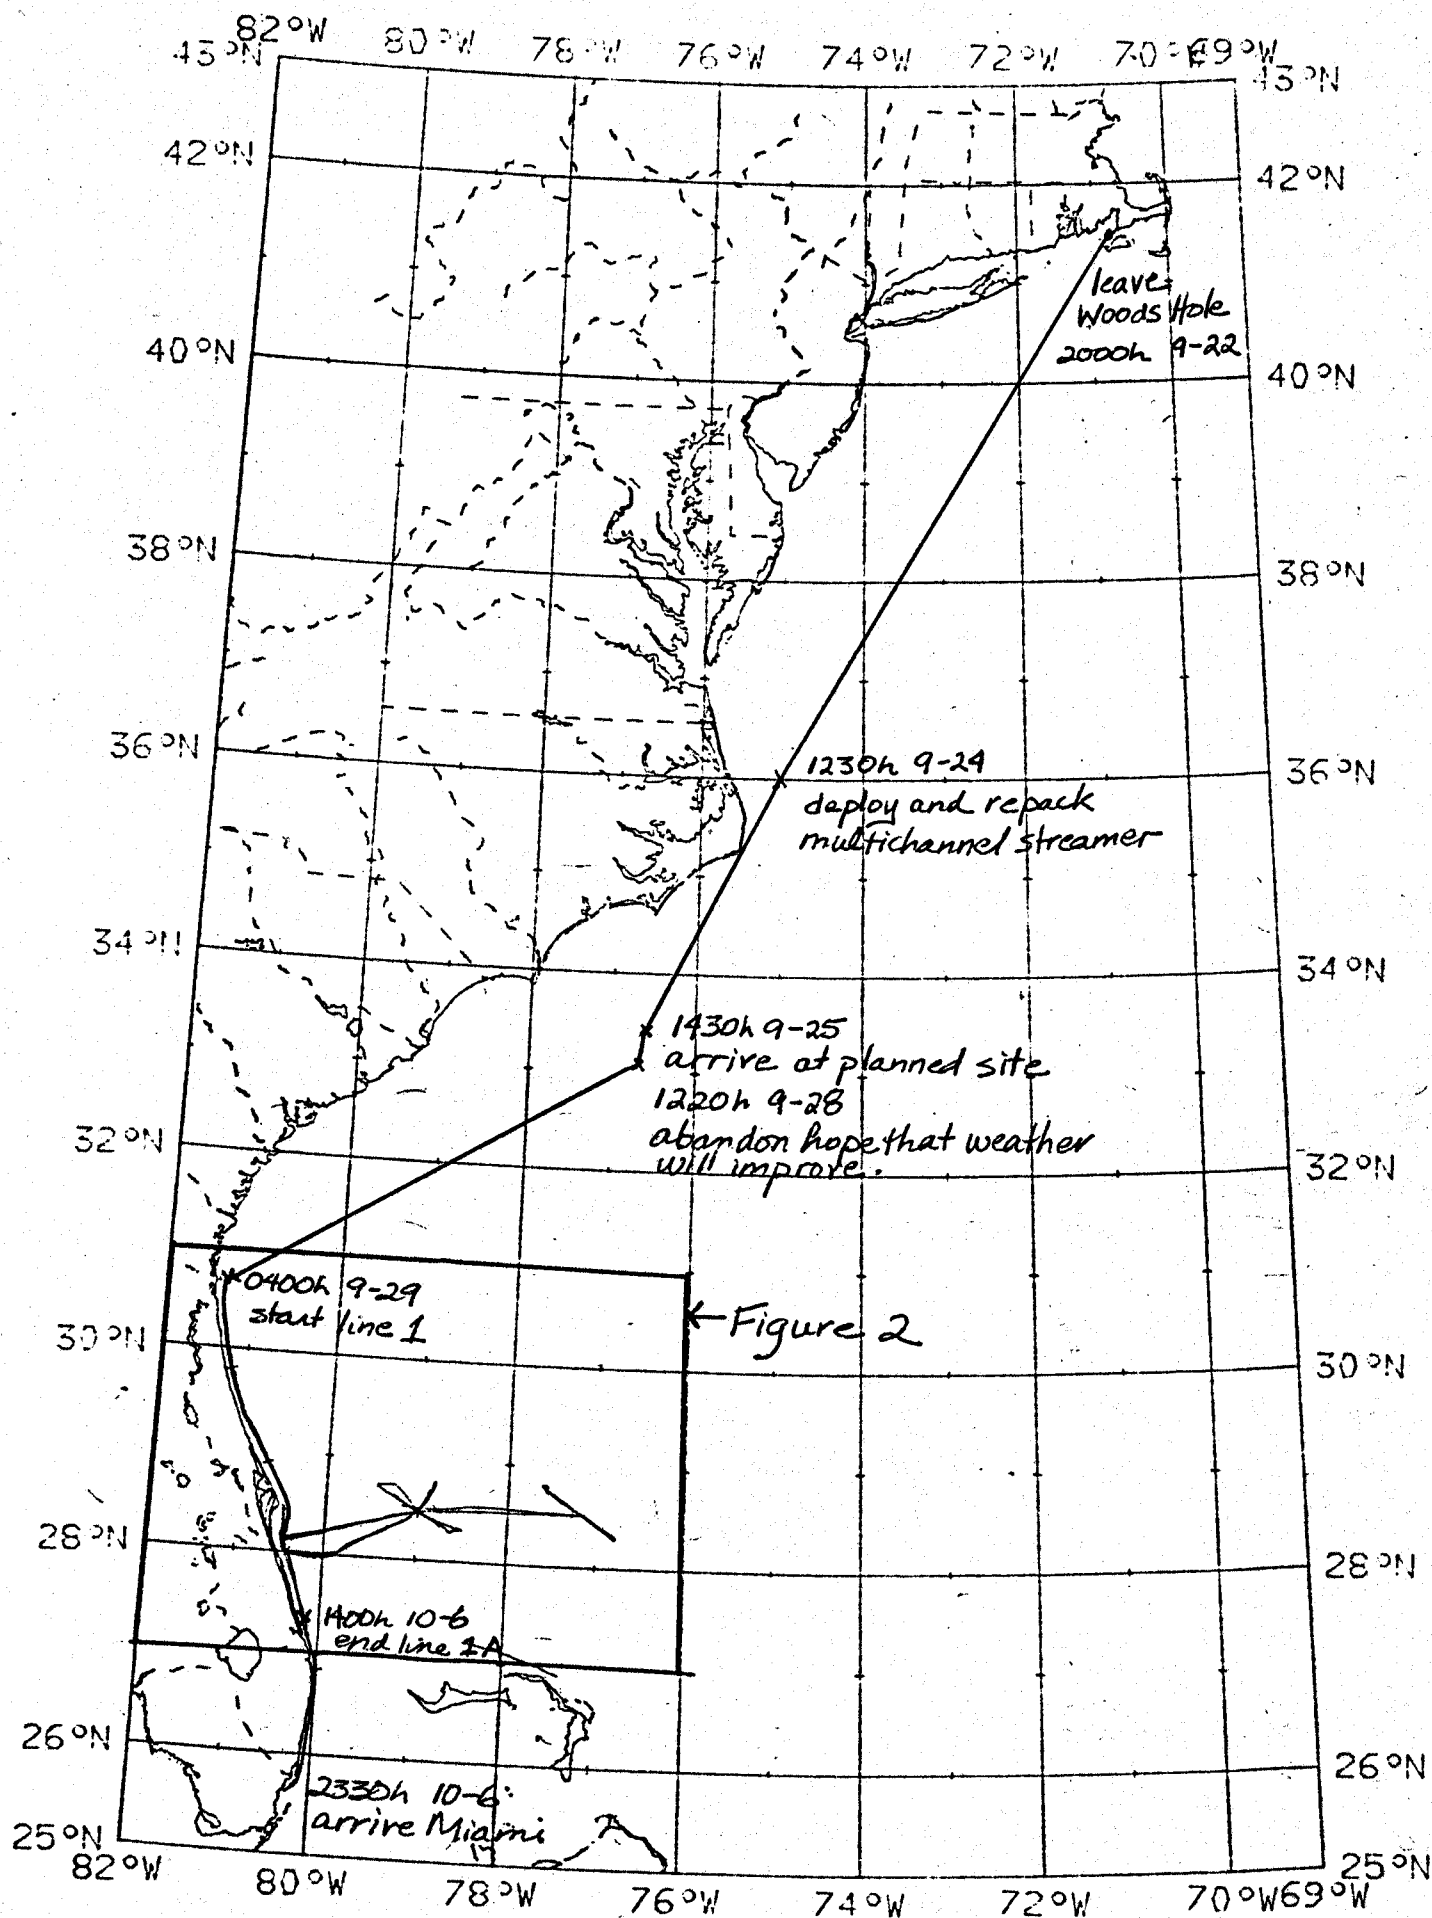 82°W 80°W 78°W 76°W 74°W 72°W 70°W 69°W
43°N 43°N
42°N 42°N
leave
Woods Hole
2000h 9-22
40°N 40°N
38°N 38°N
1230h 9-24
36°N 36°N
deploy and repack
multichannel streamer
34°N 34°N
1430h 9-25
arrive at planned site
1220h 9-28
abandon hope that weather
will improve.
32°N 32°N
0400h 9-29
start line 1
← Figure 2
30°N 30°N
28°N 28°N
1400h 10-6
end line 1A
26°N 26°N
2330h 10-6:
arrive Miami
25°N 25°N
82°W 80°W 78°W 76°W 74°W 72°W 70°W 69°W